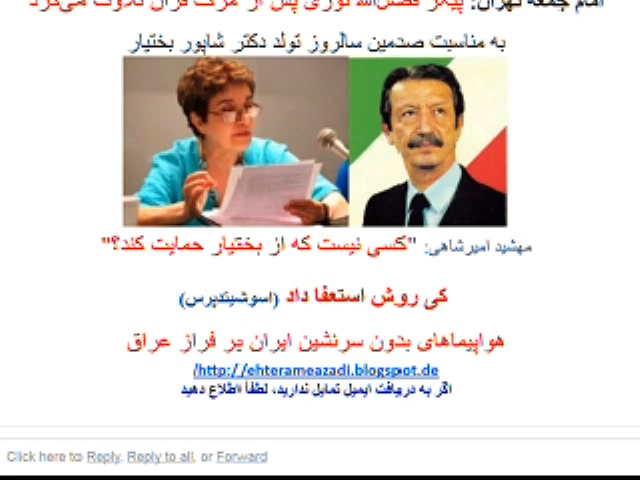 امام جمعه تهران: پیکر فضل‌الله نوری پس از مرگ قرآن تلاوت می‌کرد
به مناسبت صدمین سالروز تولد دکتر شاپور بختیار
مهشید امیرشاهی: "کسی نیست که از بختیار حمایت کند؟"
کی روش استعفا داد (اسوشیتدپرس)
هواپیماهای بدون سرنشین ایران بر فراز عراق
/http://ehterameazadi.blogspot.de
اگر به دریافت ایمیل تمایل ندارید، لطفاً اطلاع دهید
Click here to Reply, Reply to all, or Forward